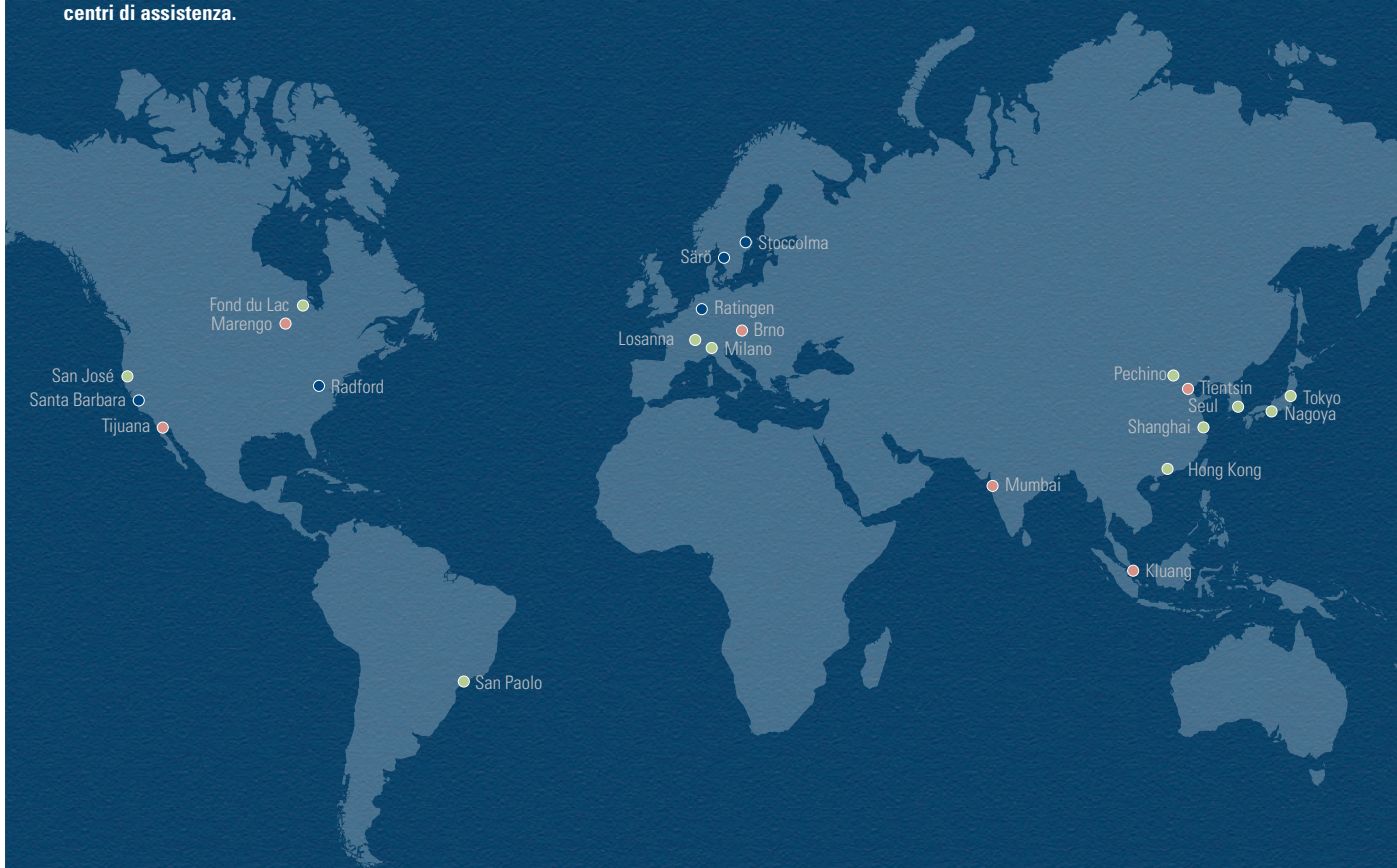 centri di assistenza.
Stoccolma
Särö
Fond du Lac
Ratingen
Marengo
Brno
Losanna
Milano
San José
Radford
Pechino
Santa Barbara
Tientsin
Tokyo
Seul
Nagoya
Tijuana
Shanghai
Hong Kong
Mumbai
Kluang
San Paolo